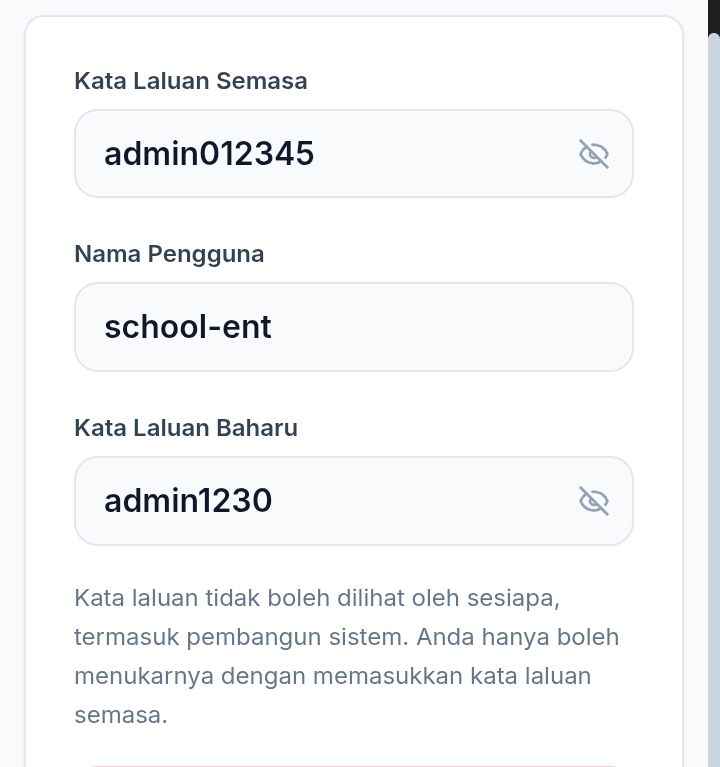 Kata Laluan Semasa
admin012345
Nama Pengguna
school-ent
Kata Laluan Baharu
admin1230
Kata laluan tidak boleh dilihat oleh sesiapa,
termasuk pembangun sistem. Anda hanya boleh
menukarnya dengan memasukkan kata laluan
semasa.